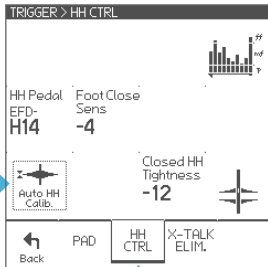 TRIGGER > HH CTRL
ff
mf
p
HH Pedal
EFD-
H14
Foot Close
Sens
-4
Auto HH
Calib.
Closed HH
Tightness
-12
Back
PAD
HH
CTRL
X-TALK
ELIM.